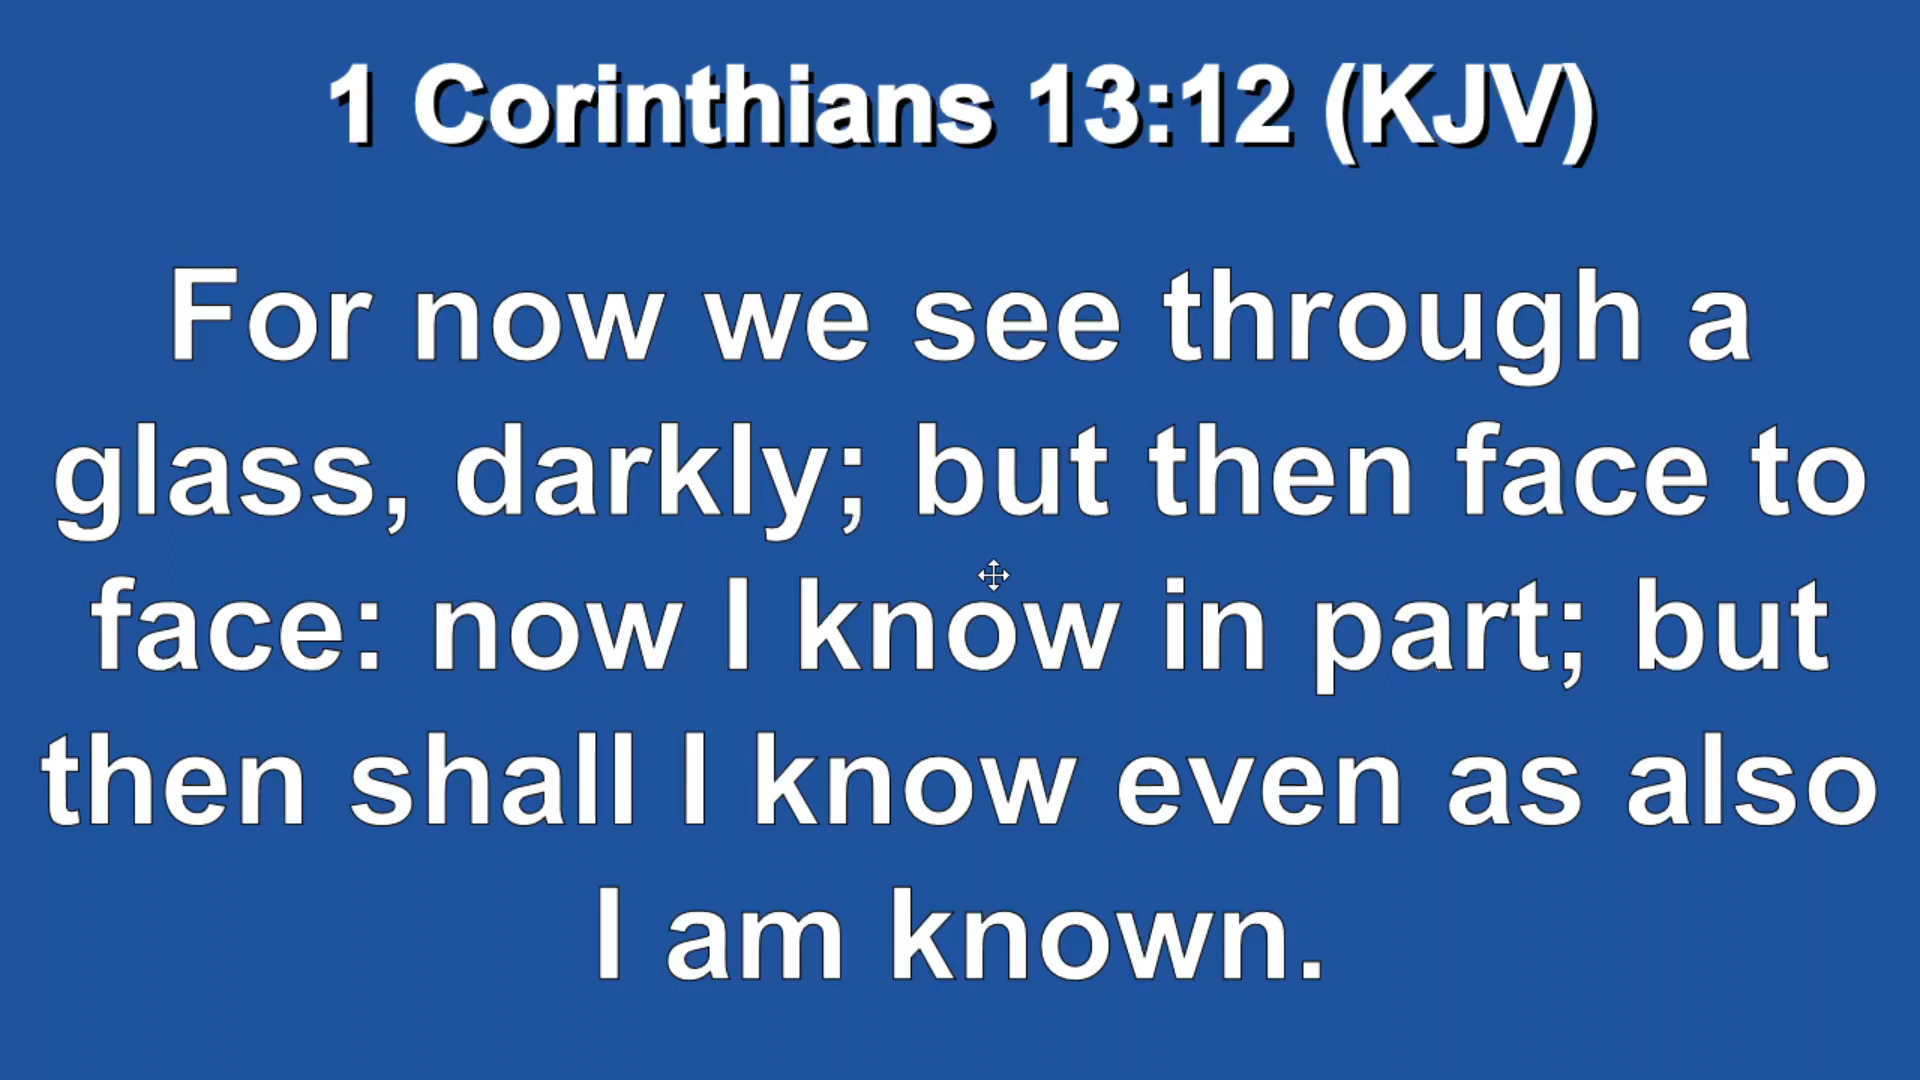 1 Corinthians 13:12 (KJV)
For now we see through a
glass, darkly; but then face to
face: now I know in part; but
then shall I know even as also
I am known.